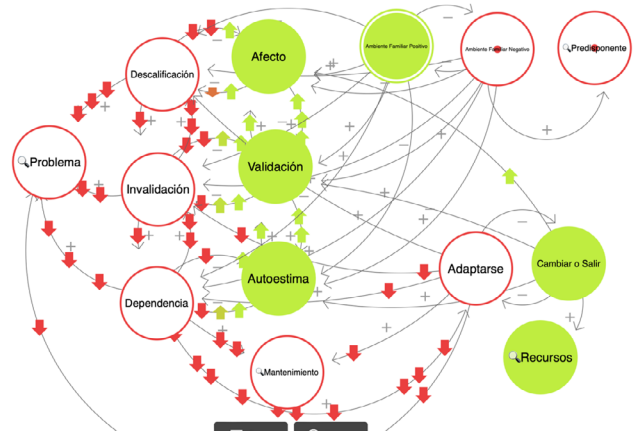 Ambiente Familiar Positivo
Ambiente Familiar Negativo
Predisponente
Afecto
Descalificación
Problema
Validación
Invalidación
Autoestima
Adaptarse
Cambiar o Salir
Dependencia
Recursos
Mantenimiento